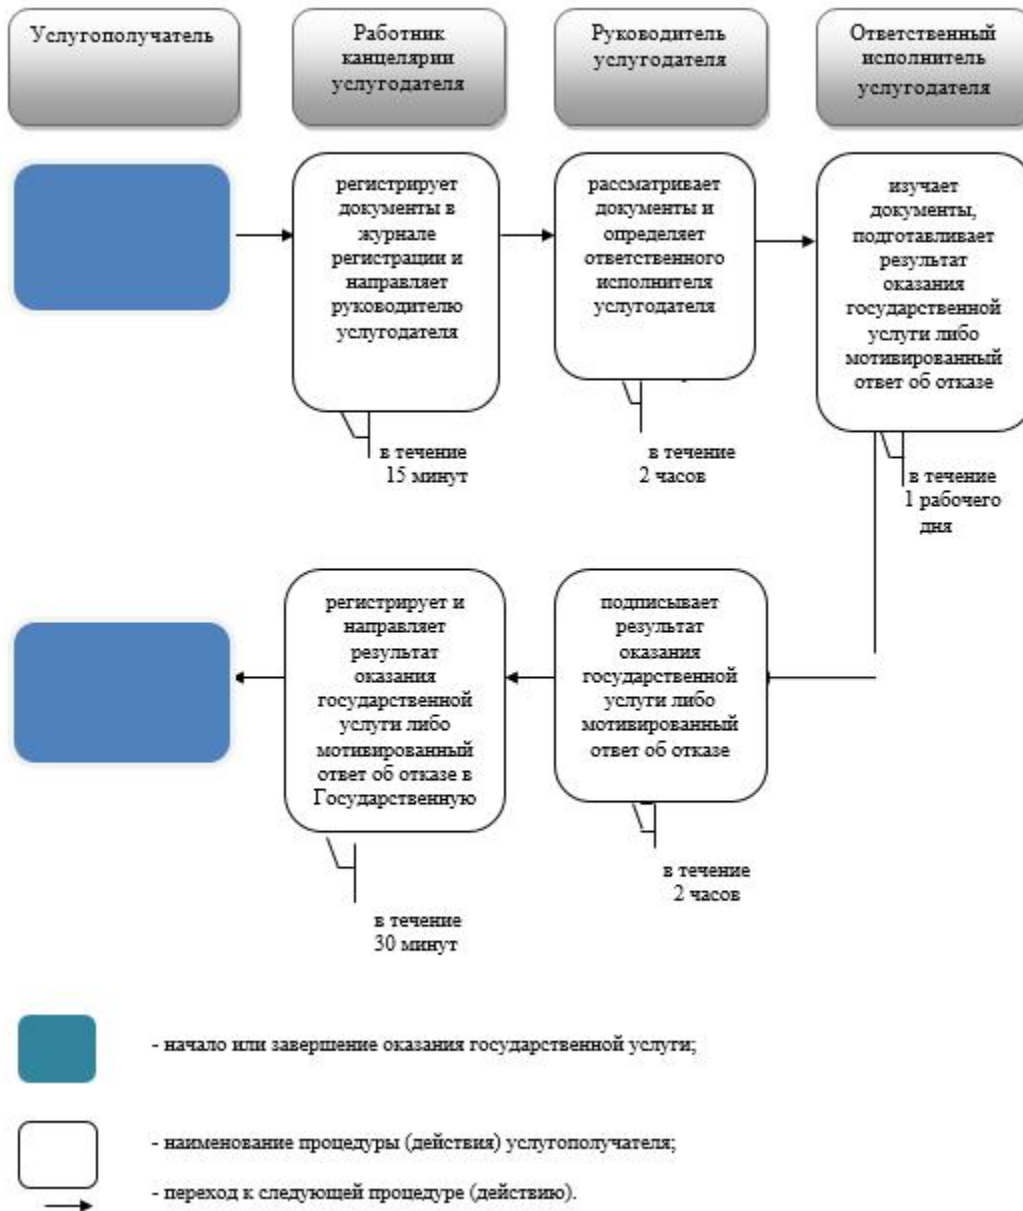 Услугополучатель
Работник
канцелярии
услугодателя
Руководитель
услугодателя
Ответственный
исполнитель
услугодателя
регистрирует
документы в
журнале
регистрации и
направляет
руководителю
услугодателя
рассматривает
документы и
определяет
ответственного
исполнителя
услугодателя
изучает
документы,
подготавливает
результат
оказания
государственной
услуги либо
мотивированный
ответ об отказе
в течение
15 минут
в течение
2 часов
в течение
1 рабочего
дня
регистрирует и
направляет
результат
оказания
государственной
услуги либо
мотивированный
ответ об отказе в
Государственную
подписывает
результат
оказания
государственной
услуги либо
мотивированный
ответ об отказе
в течение
30 минут
в течение
2 часов
- начало или завершение оказания государственной услуги;
- наименование процедуры (действия) услугополучателя;
- переход к следующей процедуре (действию).